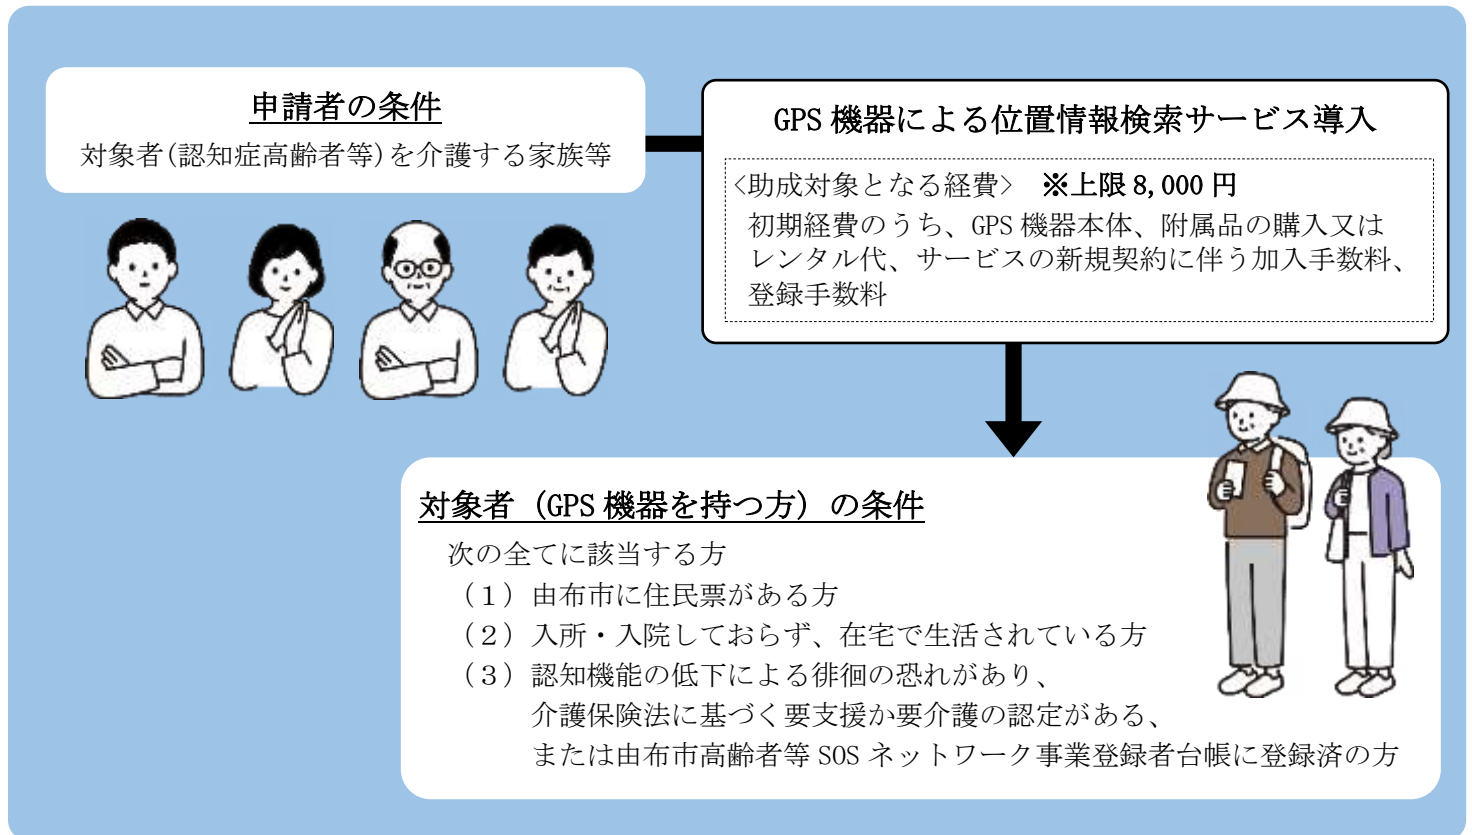 申請者の条件
対象者(認知症高齢者等)を介護する家族等
GPS 機器による位置情報検索サービス導入
<助成対象となる経費> ※上限 8,000 円
初期経費のうち、GPS 機器本体、附属品の購入又は
レンタル代、サービスの新規契約に伴う加入手数料、
登録手数料
対象者（GPS 機器を持つ方）の条件
次の全てに該当する方
（１）由布市に住民票がある方
（２）入所・入院しておらず、在宅で生活されている方
（３）認知機能の低下による徘徊の恐れがあり、
介護保険法に基づく要支援か要介護の認定がある、
または由布市高齢者等 SOS ネットワーク事業登録者台帳に登録済の方